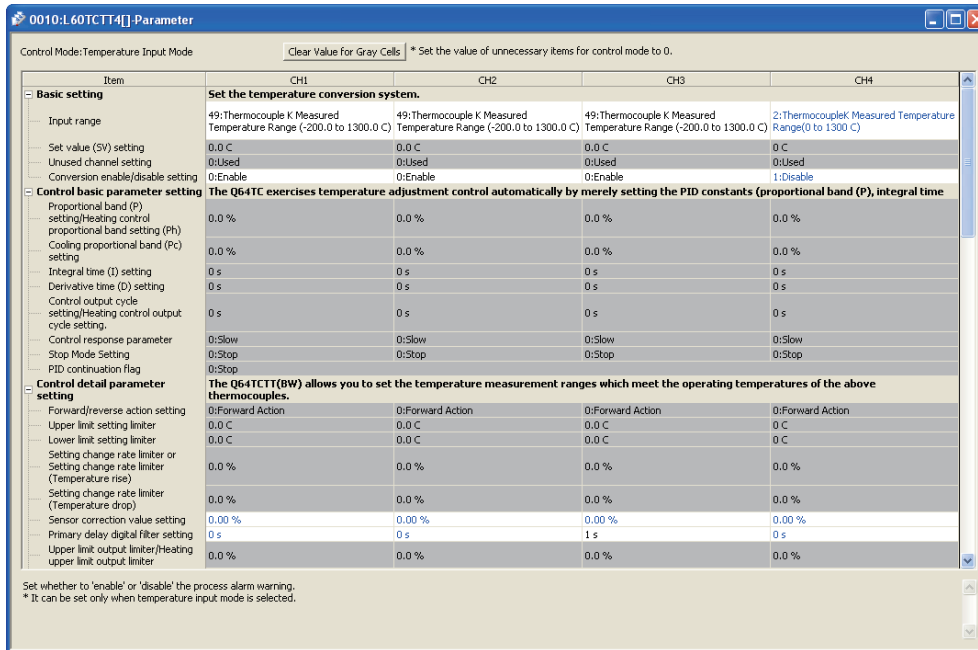 0010:L60TCTT4[]-Parameter
Control Mode:Temperature Input Mode
Clear Value for Gray Cells
* Set the value of unnecessary items for control mode to 0.
Item CH1 CH2 CH3 CH4
Basic setting Set the temperature conversion system.
Input range 49:Thermocouple K Measured Temperature Range (-200.0 to 1300.0 C) 49:Thermocouple K Measured Temperature Range (-200.0 to 1300.0 C) 49:Thermocouple K Measured Temperature Range (-200.0 to 1300.0 C) 2:ThermocoupleK Measured Temperature Range(0 to 1300 C)
Set value (SV) setting 0.0 C 0.0 C 0.0 C 0 C
Unused channel setting 0:Used 0:Used 0:Used 0:Used
Conversion enable/disable setting 0:Enable 0:Enable 0:Enable 1:Disable
Control basic parameter setting The Q64TC exercises temperature adjustment control automatically by merely setting the PID constants (proportional band (P), integral time
Proportional band (P)
setting/Heating control
proportional band setting (Ph) 0.0 % 0.0 % 0.0 % 0.0 %
Cooling proportional band (Pc)
setting 0.0 % 0.0 % 0.0 % 0.0 %
Integral time (I) setting 0 s 0 s 0 s 0 s
Derivative time (D) setting 0 s 0 s 0 s 0 s
Control output cycle
setting/Heating control output
cycle setting. 0 s 0 s 0 s 0 s
Control response parameter 0:Slow 0:Slow 0:Slow 0:Slow
Stop Mode Setting 0:Stop 0:Stop 0:Stop 0:Stop
PID continuation flag 0:Stop
Control detail parameter
setting The Q64TCTT(BW) allows you to set the temperature measurement ranges which meet the operating temperatures of the above
thermocouples.
Forward/reverse action setting 0:Forward Action 0:Forward Action 0:Forward Action 0:Forward Action
Upper limit setting limiter 0.0 C 0.0 C 0.0 C 0 C
Lower limit setting limiter 0.0 C 0.0 C 0.0 C 0 C
Setting change rate limiter or
Setting change rate limiter
(Temperature rise) 0.0 % 0.0 % 0.0 % 0.0 %
Setting change rate limiter
(Temperature drop) 0.0 % 0.0 % 0.0 % 0.0 %
Sensor correction value setting 0.00 % 0.00 % 0.00 % 0.00 %
Primary delay digital filter setting 0 s 0 s 1 s 0 s
Upper limit output limiter/Heating
upper limit output limiter 0.0 % 0.0 % 0.0 % 0.0 %
Set whether to 'enable' or 'disable' the process alarm warning.
* It can be set only when temperature input mode is selected.